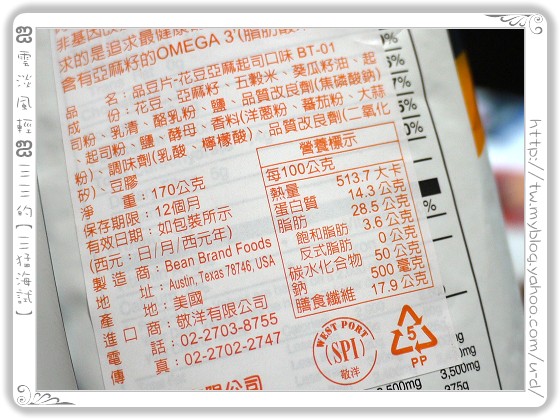 非基因改
求的是追求最健康
含有亞麻籽的OMEGA 3'(脂肪酸
品 名：品豆片-花豆亞麻起司口味 BT-01
成 份：花豆、亞麻籽、五穀米、葵瓜籽油、起
司粉、乳清、酪乳粉、鹽、品質改良劑(焦磷酸鈉)
、起司粉、鹽、酵母、香料(洋蔥粉、蕃茄粉、大蒜
粉)、調味劑(乳酸、檸檬酸)、品質改良劑(二氧化
矽)、豆膠
淨 重：170公克
保存期限：12個月
有效日期：如包裝所示
(西元：日/月/西元年)
製 造 商：Bean Brand Foods
地 址：Austin, Texas 78746, USA
產 地：美國
進 口 商：敬洋有限公司
電 話：02-2703-8755
傳 真：02-2702-2747
有限公司
營養標示
每100公克
熱量 513.7 大卡
蛋白質 14.3 公克
脂肪 28.5 公克
飽和脂肪 3.6 公克
反式脂肪 0 公克
碳水化合物 50 公克
鈉 500 毫克
膳食纖維 17.9 公克
WEST PORT
(SPI)
敬洋
5
PP
0%
%
3,500mg
3,500mg
375g
雲淡風輕
三三的【三猛海試】
http://tw.myblog.yahoo.com/u-d/